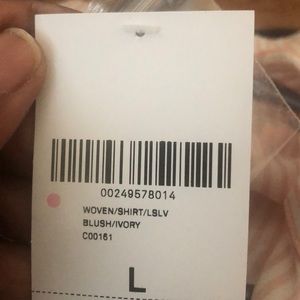 00249578014
WOVEN/SHIRT/LSLV
BLUSH/IVORY
C00161
L